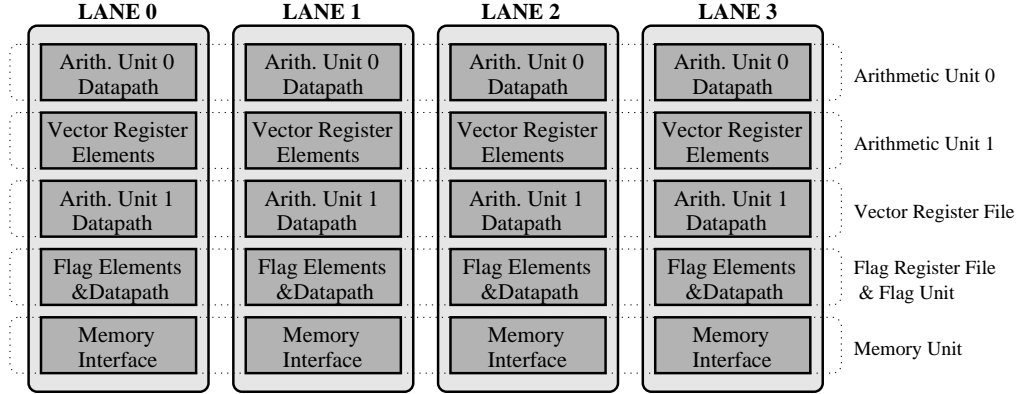 LANE 0 LANE 1 LANE 2 LANE 3
Arith. Unit 0 Arith. Unit 0 Arith. Unit 0 Arith. Unit 0
Datapath Datapath Datapath Datapath
Arithmetic Unit 0
Vector Register Vector Register Vector Register Vector Register
Elements Elements Elements Elements
Arithmetic Unit 1
Arith. Unit 1 Arith. Unit 1 Arith. Unit 1 Arith. Unit 1
Datapath Datapath Datapath Datapath
Vector Register File
Flag Elements Flag Elements Flag Elements Flag Elements
&Datapath &Datapath &Datapath &Datapath
Flag Register File
& Flag Unit
Memory Memory Memory Memory
Interface Interface Interface Interface
Memory Unit